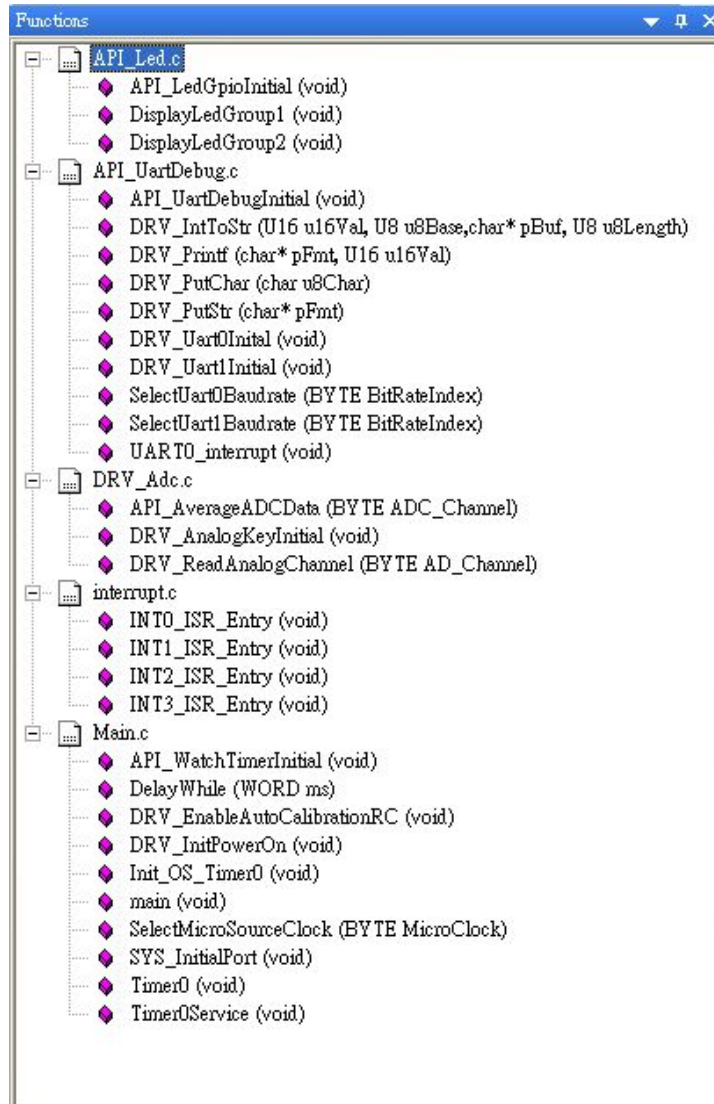 Functions
API_Led.c
API_LedGpioInitial (void)
DisplayLedGroup1 (void)
DisplayLedGroup2 (void)
API_UartDebug.c
API_UartDebugInitial (void)
DRV_IntToStr (U16 u16Val, U8 u8Base,char* pBuf, U8 u8Length)
DRV_Printf (char* pFmt, U16 u16Val)
DRV_PutChar (char u8Char)
DRV_PutStr (char* pFmt)
DRV_Uart0Inital (void)
DRV_Uart1Initial (void)
SelectUart0Baudrate (BYTE BitRateIndex)
SelectUart1Baudrate (BYTE BitRateIndex)
UART0_interrupt (void)
DRV_Adc.c
API_AverageADCData (BYTE ADC_Channel)
DRV_AnalogKeyInitial (void)
DRV_ReadAnalogChannel (BYTE AD_Channel)
interrupt.c
INT0_ISR_Entry (void)
INT1_ISR_Entry (void)
INT2_ISR_Entry (void)
INT3_ISR_Entry (void)
Main.c
API_WatchTimerInitial (void)
DelayWhile (WORD ms)
DRV_EnableAutoCalibrationRC (void)
DRV_InitPowerOn (void)
Init_OS_Timer0 (void)
main (void)
SelectMicroSourceClock (BYTE MicroClock)
SYS_InitialPort (void)
Timer0 (void)
Timer0Service (void)